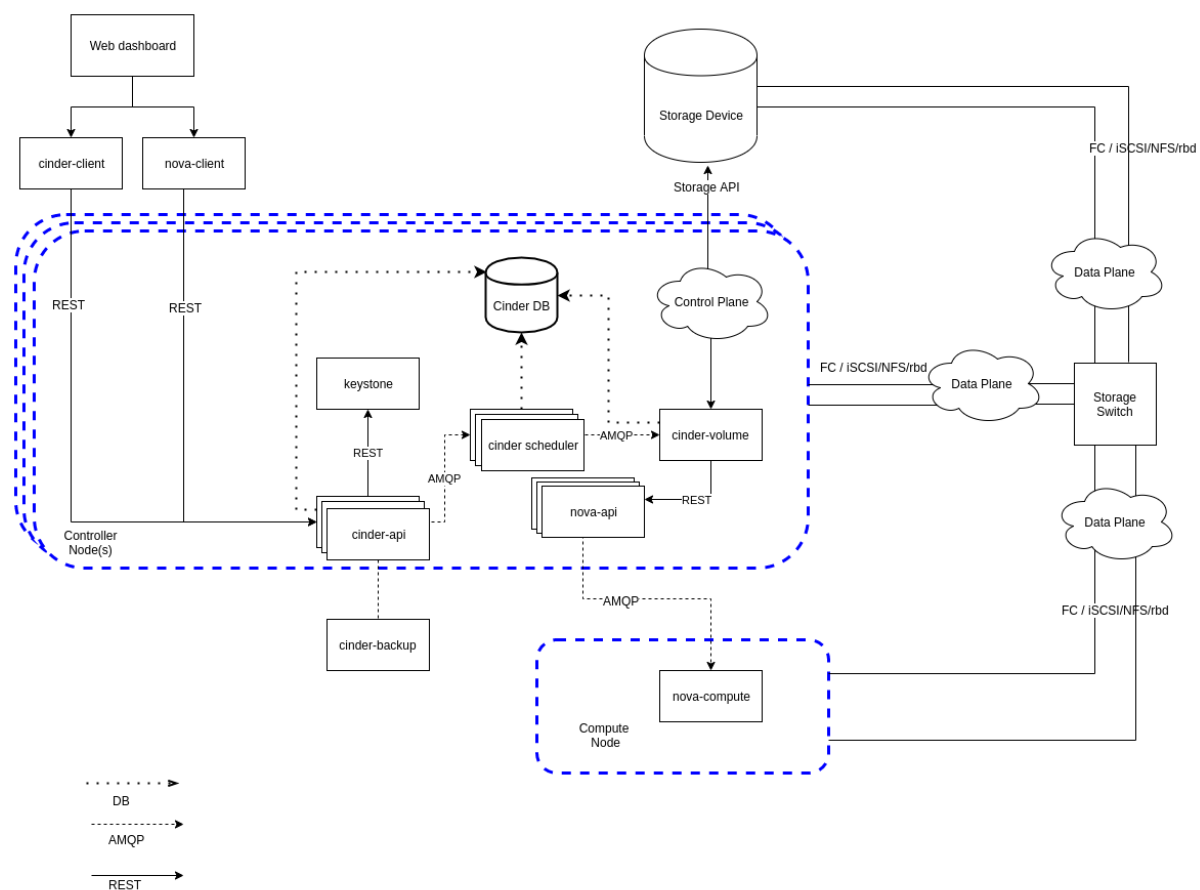 Web dashboard
Storage Device
FC / iSCSI/NFS/rbd
cinder-client
nova-client
Storage API
Data Plane
REST
REST
Cinder DB
Control Plane
keystone
FC / iSCSI/NFS/rbd
Data Plane
Storage
Switch
cinder scheduler
AMQP
cinder-volume
REST
AMQP
REST
nova-api
Data Plane
cinder-api
Controller
Node(s)
AMQP
FC / iSCSI/NFS/rbd
cinder-backup
nova-compute
Compute
Node
DB
AMQP
REST